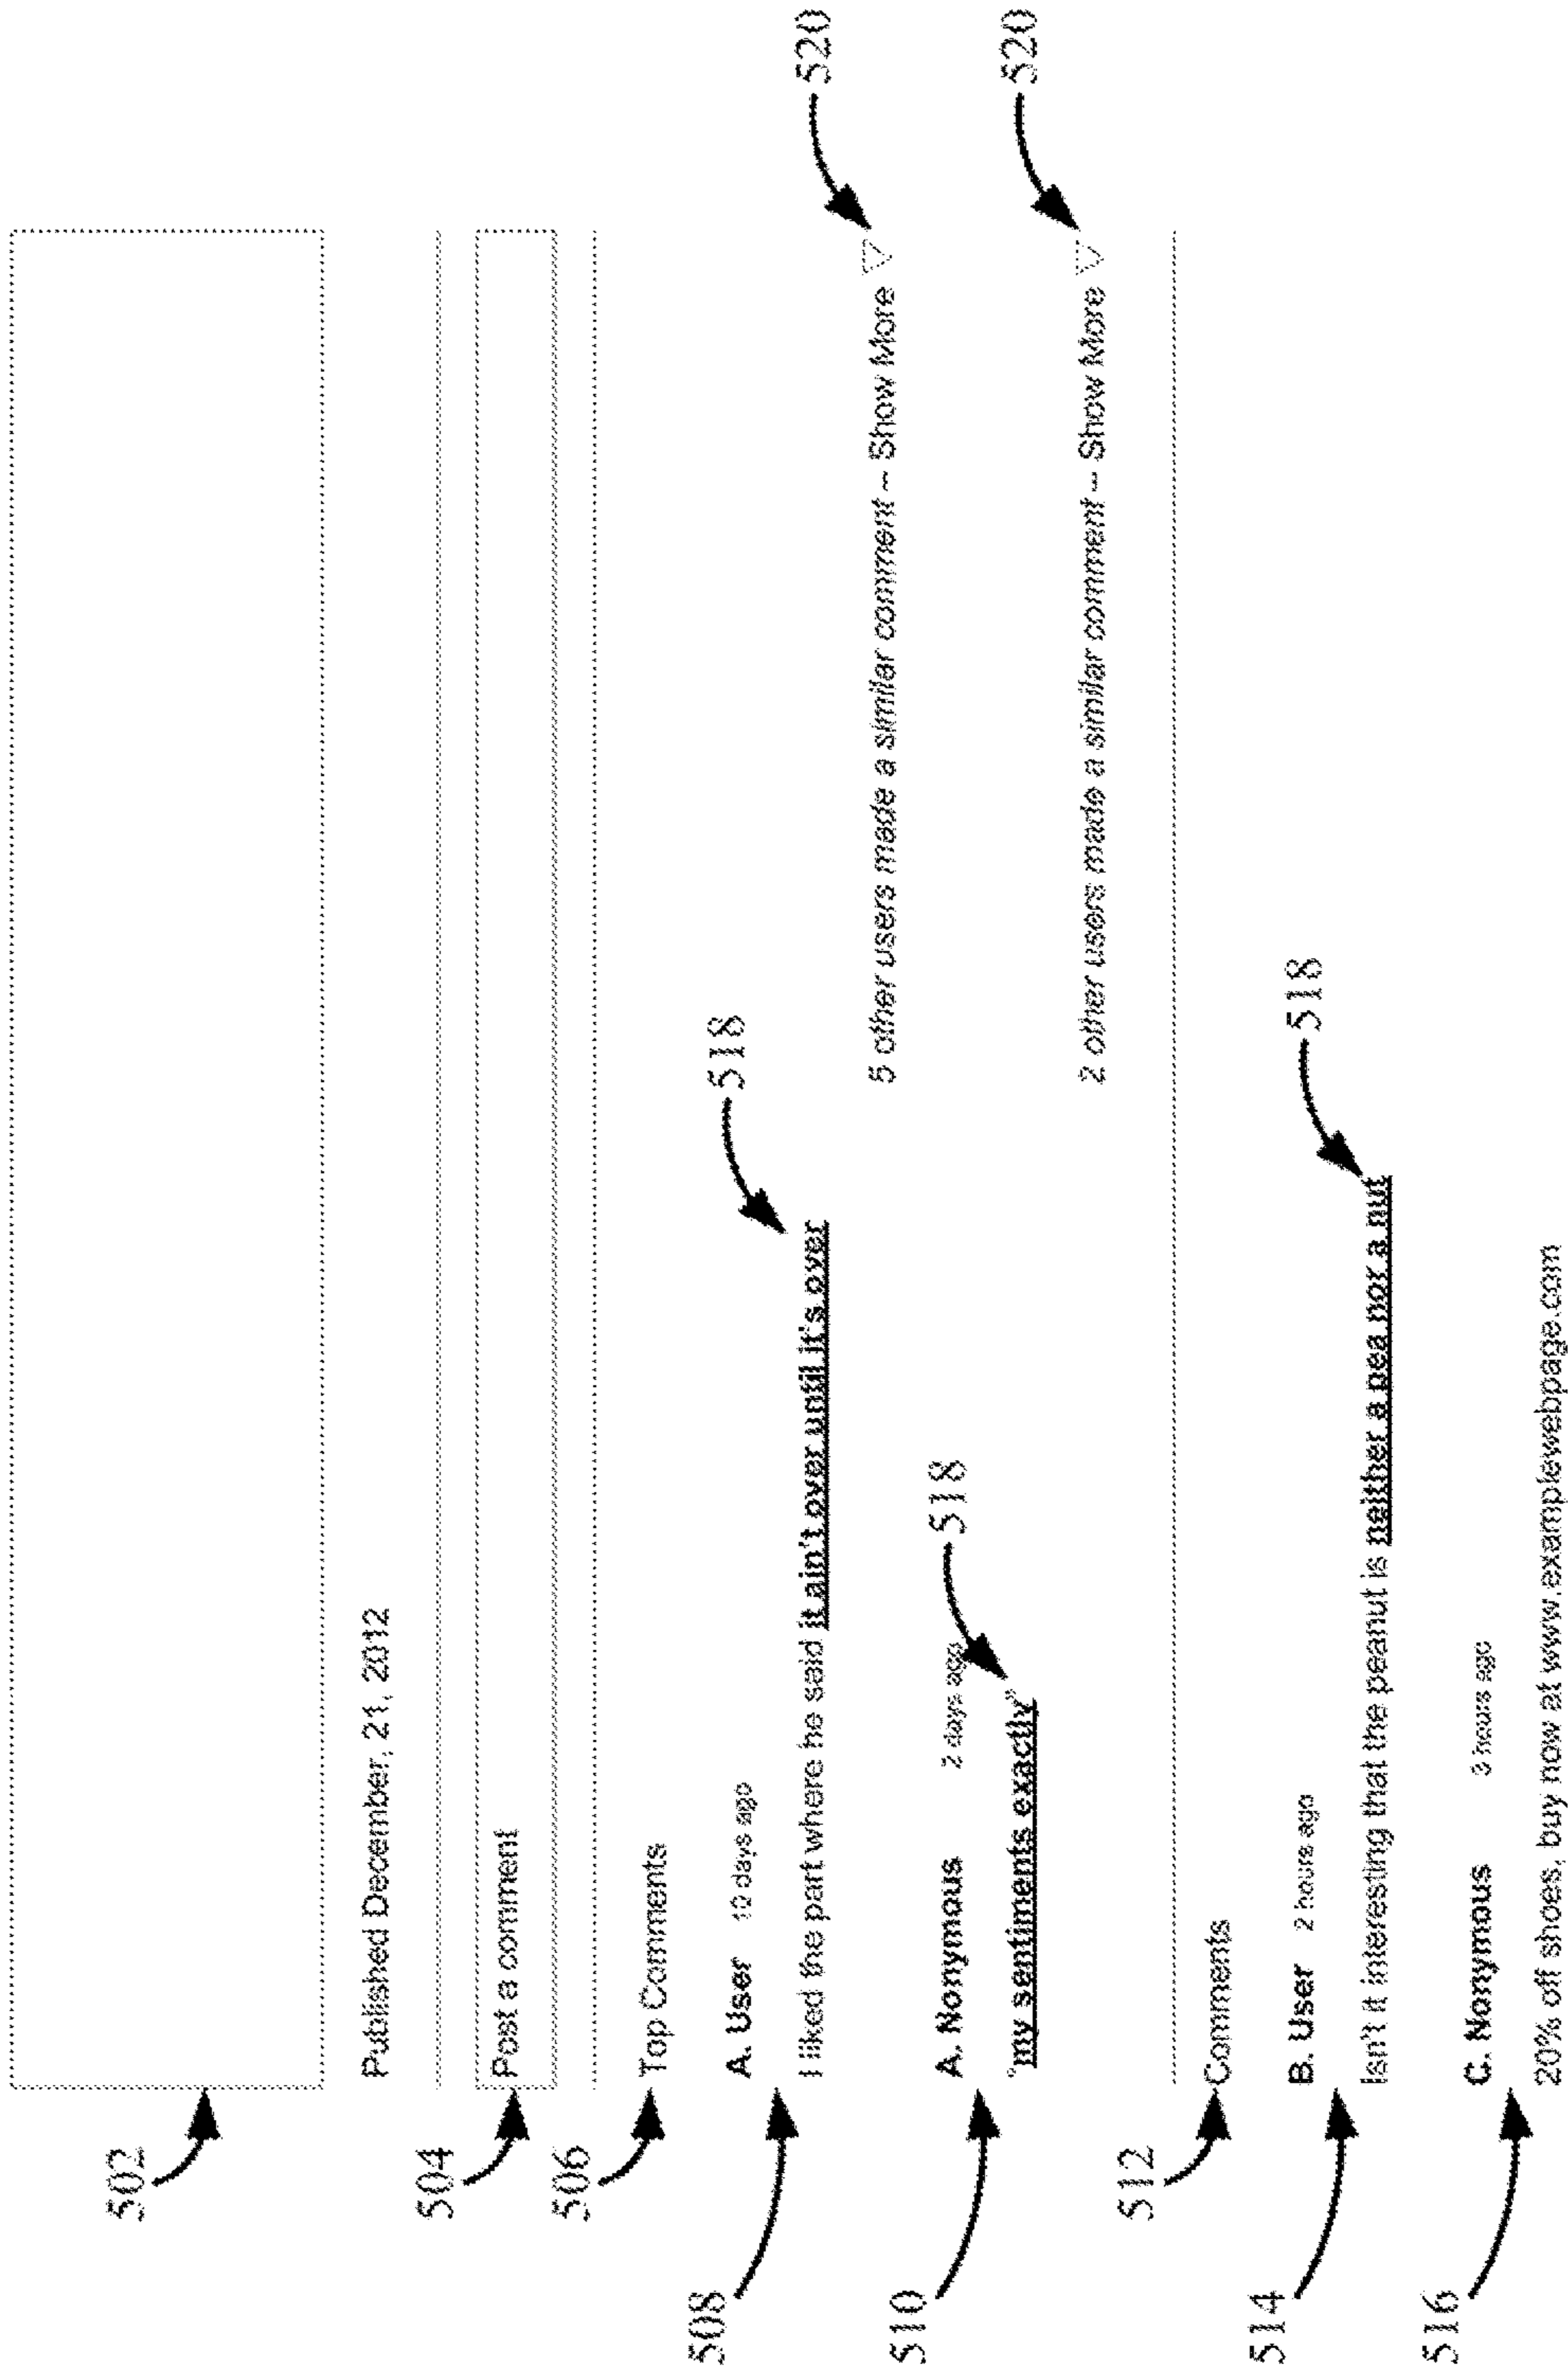 502
Published December, 21, 2012
504
Post a comment
506
Top Comments
508
A. User 10 days ago
518
I liked the part where he said it ain't over until it's over
520
5 other users made a similar comment – Show More
510
A. Nonymous 2 days ago
518
"my sentiments exactly"
520
2 other users made a similar comment – Show More
512
Comments
514
B. User 2 hours ago
518
Isn't it interesting that the peanut is neither a pea nor a nut
516
C. Nonymous 3 hours ago
20% off shoes, buy now at www.examplewebpage.com